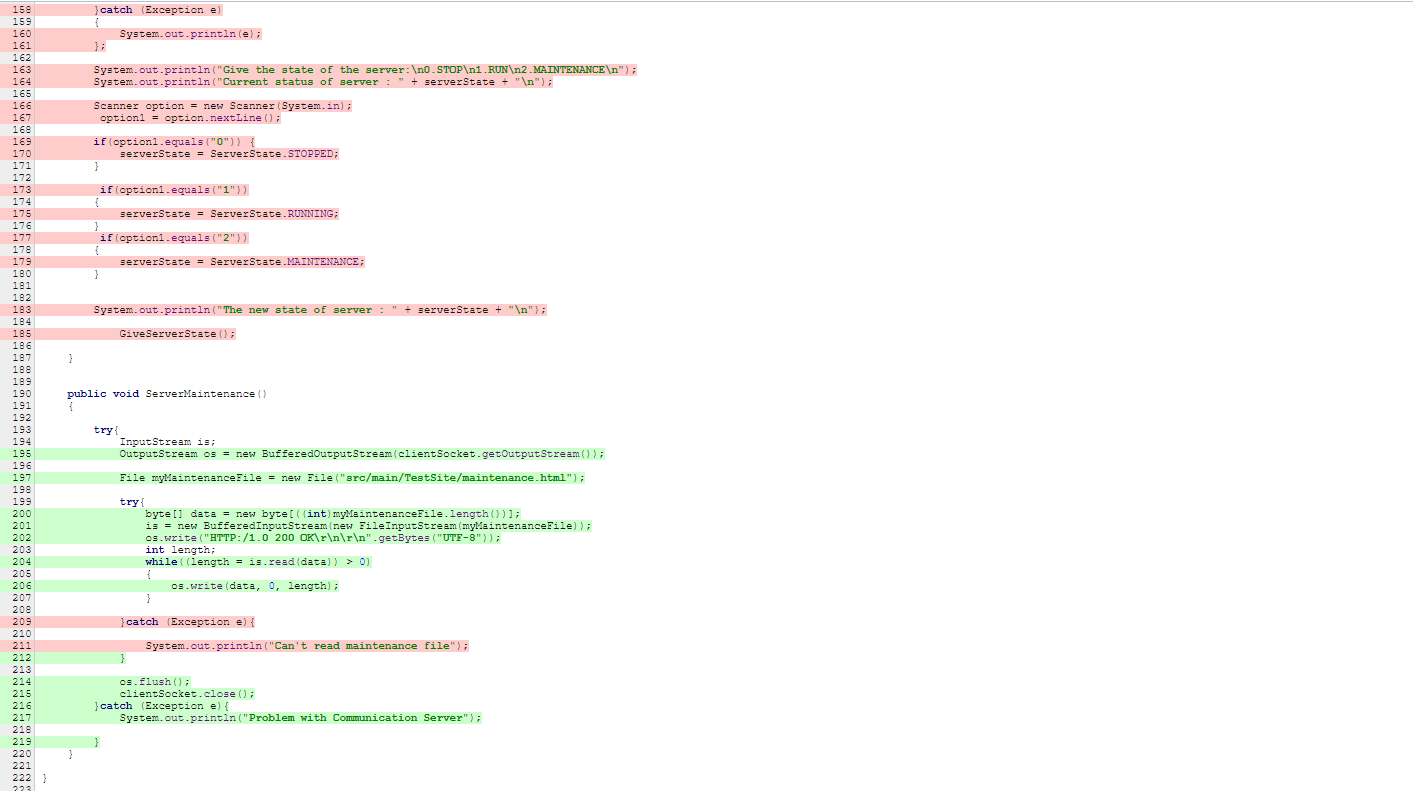 158 }catch (Exception e)
159 {
160 System.out.println(e);
161 };
162
163 System.out.println("Give the state of the server:\n0.STOP\n1.RUN\n2.MAINTENANCE\n");
164 System.out.println("Current status of server : " + serverState + "\n");
165
166 Scanner option = new Scanner(System.in);
167 option1 = option.nextLine();
168
169 if(option1.equals("0")) {
170 serverState = ServerState.STOPPED;
171 }
172
173 if(option1.equals("1"))
174 {
175 serverState = ServerState.RUNNING;
176 }
177 if(option1.equals("2"))
178 {
179 serverState = ServerState.MAINTENANCE;
180 }
181
182
183 System.out.println("The new state of server : " + serverState + "\n");
184
185 GiveServerState();
186
187 }
188
189
190 public void ServerMaintenance()
191 {
192
193 try{
194 InputStream is;
195 OutputStream os = new BufferedOutputStream(clientSocket.getOutputStream());
196
197 File myMaintenanceFile = new File("src/main/TestSite/maintenance.html");
198
199 try{
200 byte[] data = new byte[((int)myMaintenanceFile.length())];
201 is = new BufferedInputStream(new FileInputStream(myMaintenanceFile));
202 os.write("HTTP:/1.0 200 OK\r\n\r\n".getBytes("UTF-8"));
203 int length;
204 while((length = is.read(data)) > 0)
205 {
206 os.write(data, 0, length);
207 }
208
209 }catch (Exception e){
210
211 System.out.println("Can't read maintenance file");
212 }
213
214 os.flush();
215 clientSocket.close();
216 }catch (Exception e){
217 System.out.println("Problem with Communication Server");
218
219 }
220 }
221
222 }
223